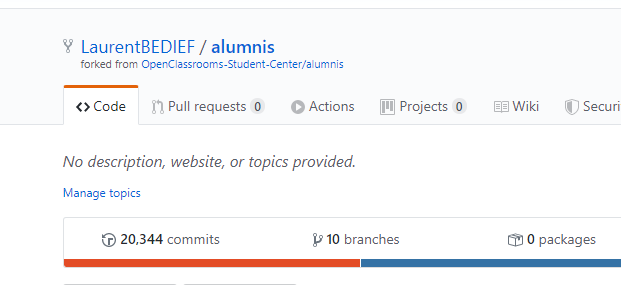 LaurentBEDIEF / alumnis
forked from OpenClassrooms-Student-Center/alumnis
Code Pull requests 0 Actions Projects 0 Wiki Securi
No description, website, or topics provided.
Manage topics
20,344 commits 10 branches 0 packages